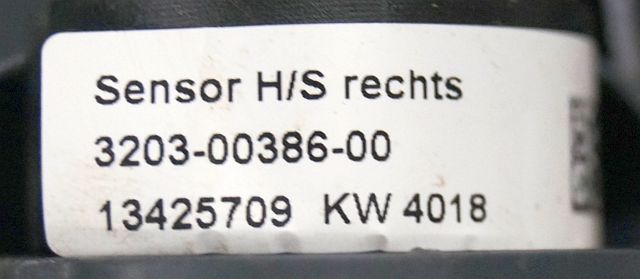 Sensor H/S rechts
3203-00386-00
13425709 KW 4018